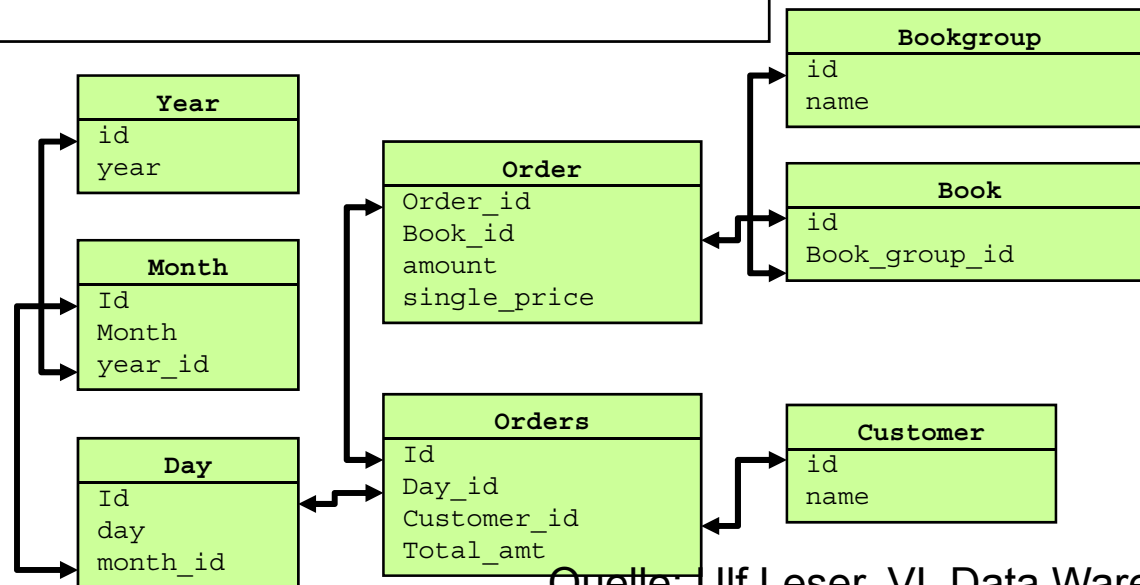 Year
id
year
Month
Id
Month
year_id
Day
Id
day
month_id
Order
Order_id
Book_id
amount
single_price
Orders
Id
Day_id
Customer_id
Total_amt
Bookgroup
id
name
Book
id
Book_group_id
Customer
id
name
Quelle: Ulf Leser, VL Data